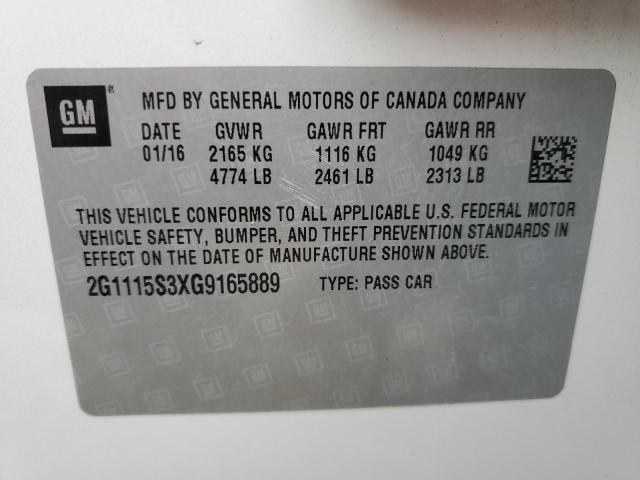 GM ®
MFD BY GENERAL MOTORS OF CANADA COMPANY
DATE GVWR GAWR FRT GAWR RR
01/16 2165 KG 1116 KG 1049 KG
4774 LB 2461 LB 2313 LB
THIS VEHICLE CONFORMS TO ALL APPLICABLE U.S. FEDERAL MOTOR
VEHICLE SAFETY, BUMPER, AND THEFT PREVENTION STANDARDS IN
EFFECT ON THE DATE OF MANUFACTURE SHOWN ABOVE.
2G1115S3XG9165889 TYPE: PASS CAR